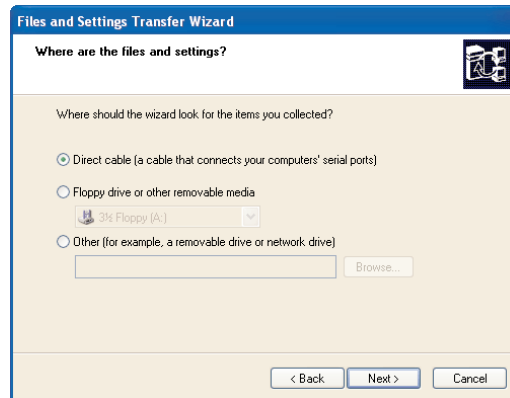 Files and Settings Transfer Wizard
Where are the files and settings?
Where should the wizard look for the items you collected?
Direct cable (a cable that connects your computers' serial ports)
Floppy drive or other removable media
3½ Floppy (A:)
Other (for example, a removable drive or network drive)
Browse...
< Back Next > Cancel